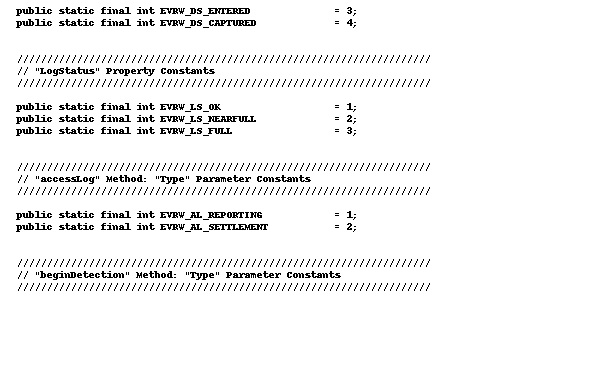 public static final int EVRW_DS_ENTERED = 3;
public static final int EVRW_DS_CAPTURED = 4;
/////////////////////////////////////////////////////////////////////
// "LogStatus" Property Constants
/////////////////////////////////////////////////////////////////////
public static final int EVRW_LS_OK = 1;
public static final int EVRW_LS_NEARFULL = 2;
public static final int EVRW_LS_FULL = 3;
/////////////////////////////////////////////////////////////////////
// "accessLog" Method: "Type" Parameter Constants
/////////////////////////////////////////////////////////////////////
public static final int EVRW_AL_REPORTING = 1;
public static final int EVRW_AL_SETTLEMENT = 2;
/////////////////////////////////////////////////////////////////////
// "beginDetection" Method: "Type" Parameter Constants
/////////////////////////////////////////////////////////////////////